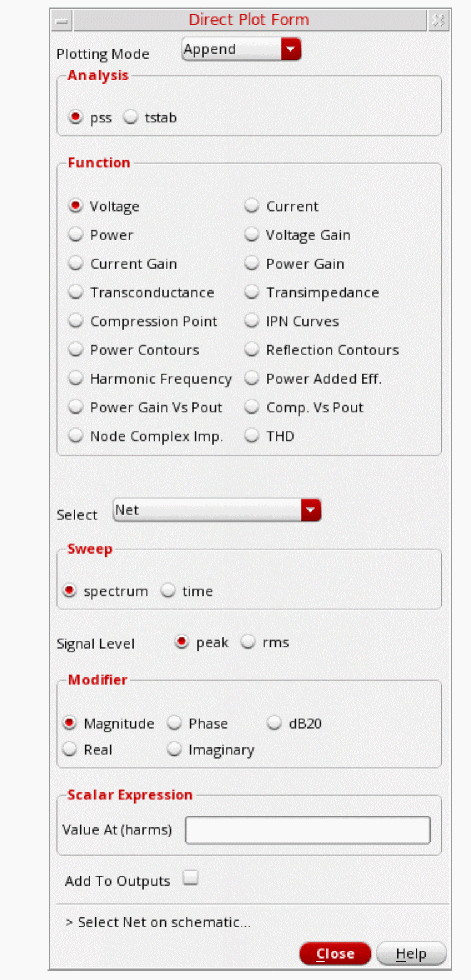 Direct Plot Form
Plotting Mode Append
Analysis
pss tstab
Function
Voltage Current
Power Voltage Gain
Current Gain Power Gain
Transconductance Transimpedance
Compression Point IPN Curves
Power Contours Reflection Contours
Harmonic Frequency Power Added Eff.
Power Gain Vs Pout Comp. Vs Pout
Node Complex Imp. THD
Select Net
Sweep
spectrum time
Signal Level peak rms
Modifier
Magnitude Phase dB20
Real Imaginary
Scalar Expression
Value At (harms)
Add To Outputs
> Select Net on schematic...
Close Help